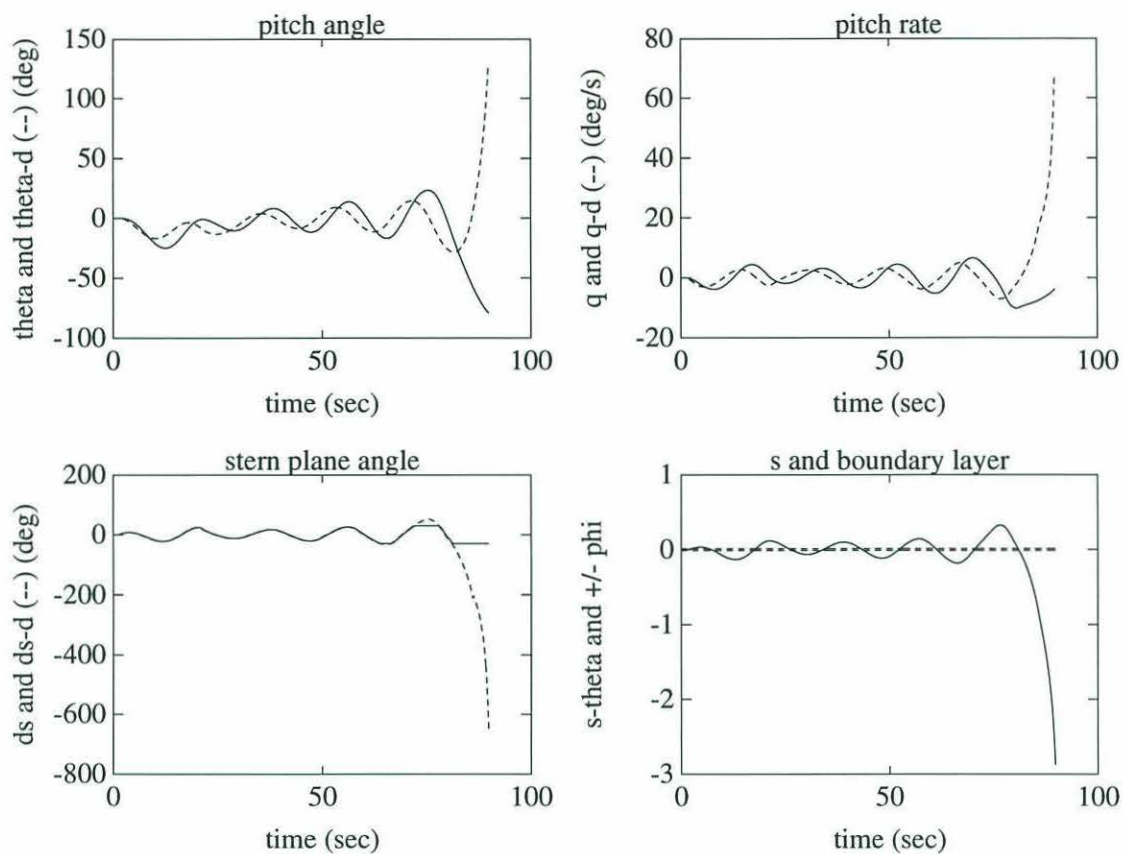 pitch angle
theta and theta-d (--) (deg)
150
100
50
0
-50
-100
0
50
100
time (sec)
pitch rate
q and q-d (--) (deg/s)
80
60
40
20
0
-20
0
50
100
time (sec)
stern plane angle
ds and ds-d (--) (deg)
200
0
-200
-400
-600
-800
0
50
100
time (sec)
s and boundary layer
s-theta and +/- phi
1
0
-1
-2
-3
0
50
100
time (sec)